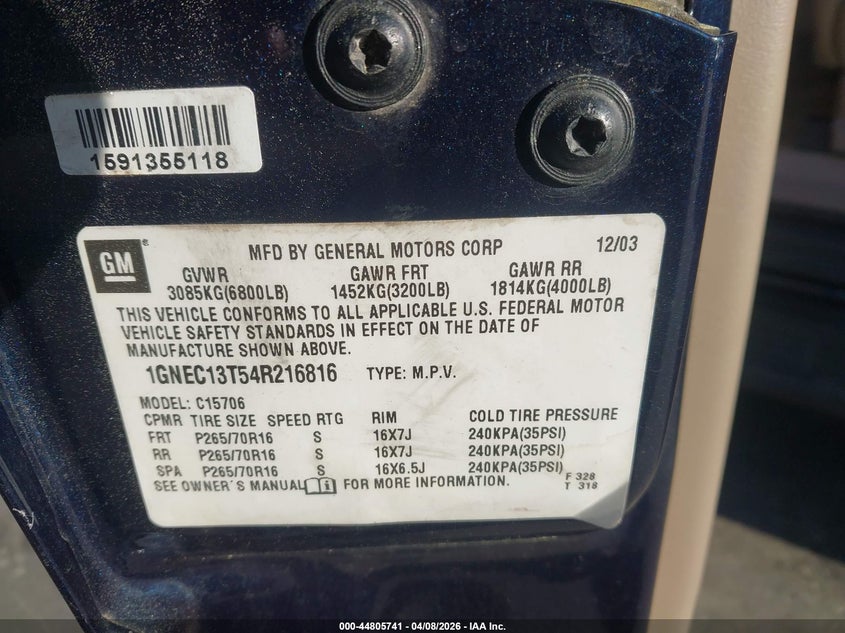 1591355118
GM ®
MFD BY GENERAL MOTORS CORP 12/03
GVWR GAWR FRT GAWR RR
3085KG(6800LB) 1452KG(3200LB) 1814KG(4000LB)
THIS VEHICLE CONFORMS TO ALL APPLICABLE U.S. FEDERAL MOTOR
VEHICLE SAFETY STANDARDS IN EFFECT ON THE DATE OF
MANUFACTURE SHOWN ABOVE.
1GNEC13T54R216816 TYPE: M.P.V.
MODEL: C15706
CPMR TIRE SIZE SPEED RTG RIM COLD TIRE PRESSURE
FRT P265/70R16 S 16X7J 240KPA(35PSI)
RR P265/70R16 S 16X7J 240KPA(35PSI)
SPA P265/70R16 S 16X6.5J 240KPA(35PSI)
SEE OWNER'S MANUAL i FOR MORE INFORMATION.
F 328
T 318
000-44805741 | 04/08/2026 - IAA Inc.